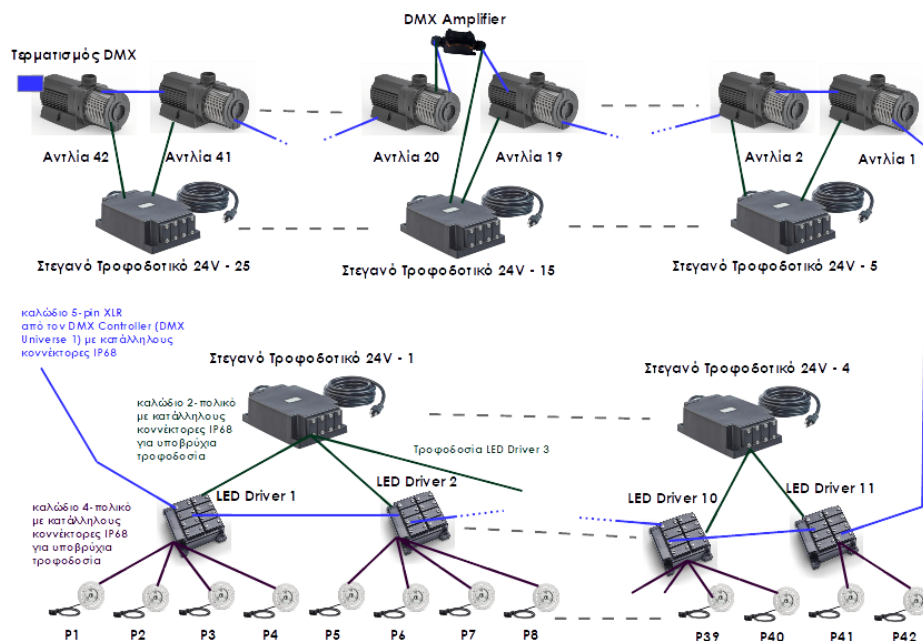 DMX Amplifier
Τερματισμός DMX
Αντλία 42
Αντλία 41
Αντλία 20
Αντλία 19
Αντλία 2
Αντλία 1
Στεγανό Τροφοδοτικό 24V - 25
Στεγανό Τροφοδοτικό 24V - 15
Στεγανό Τροφοδοτικό 24V - 5
καλώδιο 5-pin XLR
από τον DMX Controller (DMX
Universe 1) με κατάλληλους
κοννέκτορες IP68
Στεγανό Τροφοδοτικό 24V - 1
Στεγανό Τροφοδοτικό 24V - 4
καλώδιο 2-πολικό
με κατάλληλους
κοννέκτορες IP68
για υποβρύχια
τροφοδοσία
Τροφοδοσία LED Driver 3
LED Driver 1
LED Driver 2
LED Driver 10
LED Driver 11
καλώδιο 4-πολικό
με κατάλληλους
κοννέκτορες IP68
για υποβρύχια
τροφοδοσία
P1
P2
P3
P4
P5
P6
P7
P8
P39
P40
P41
P42